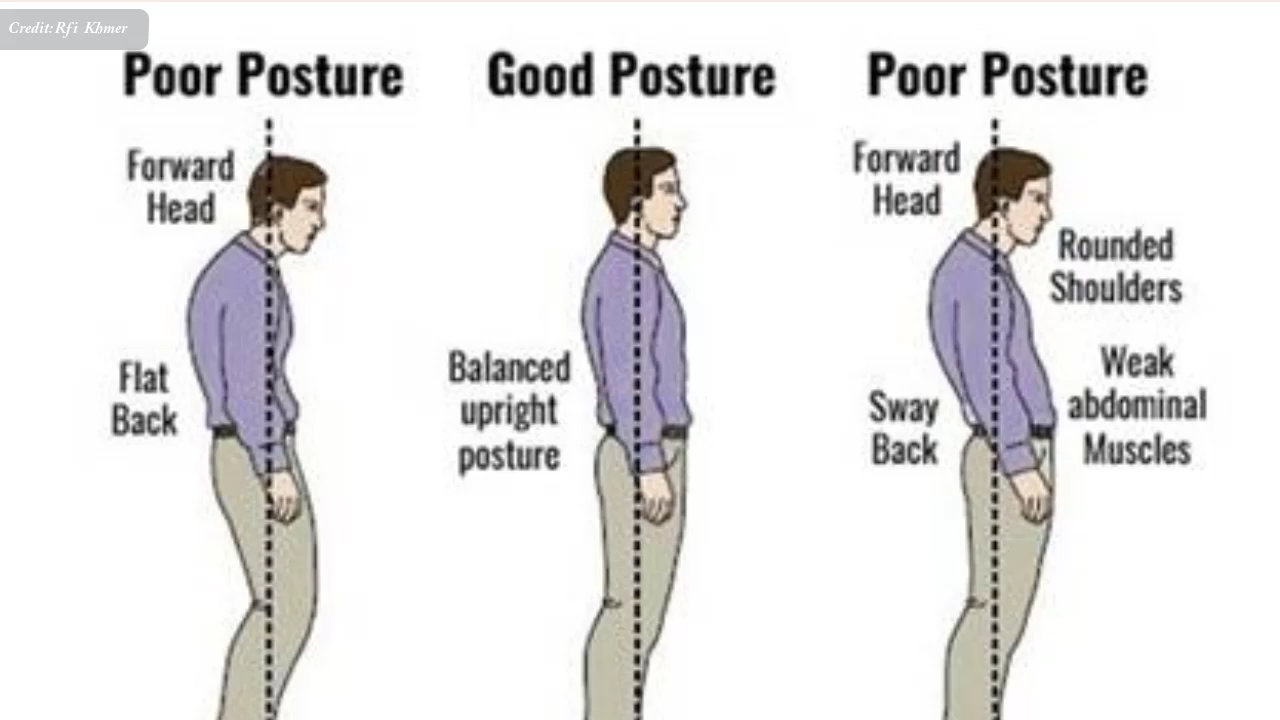 Credit:Rfi Khmer
Poor Posture
Forward
Head
Flat
Back
Good Posture
Balanced
upright
posture
Poor Posture
Forward
Head
Rounded
Shoulders
Weak
abdominal
Muscles
Sway
Back